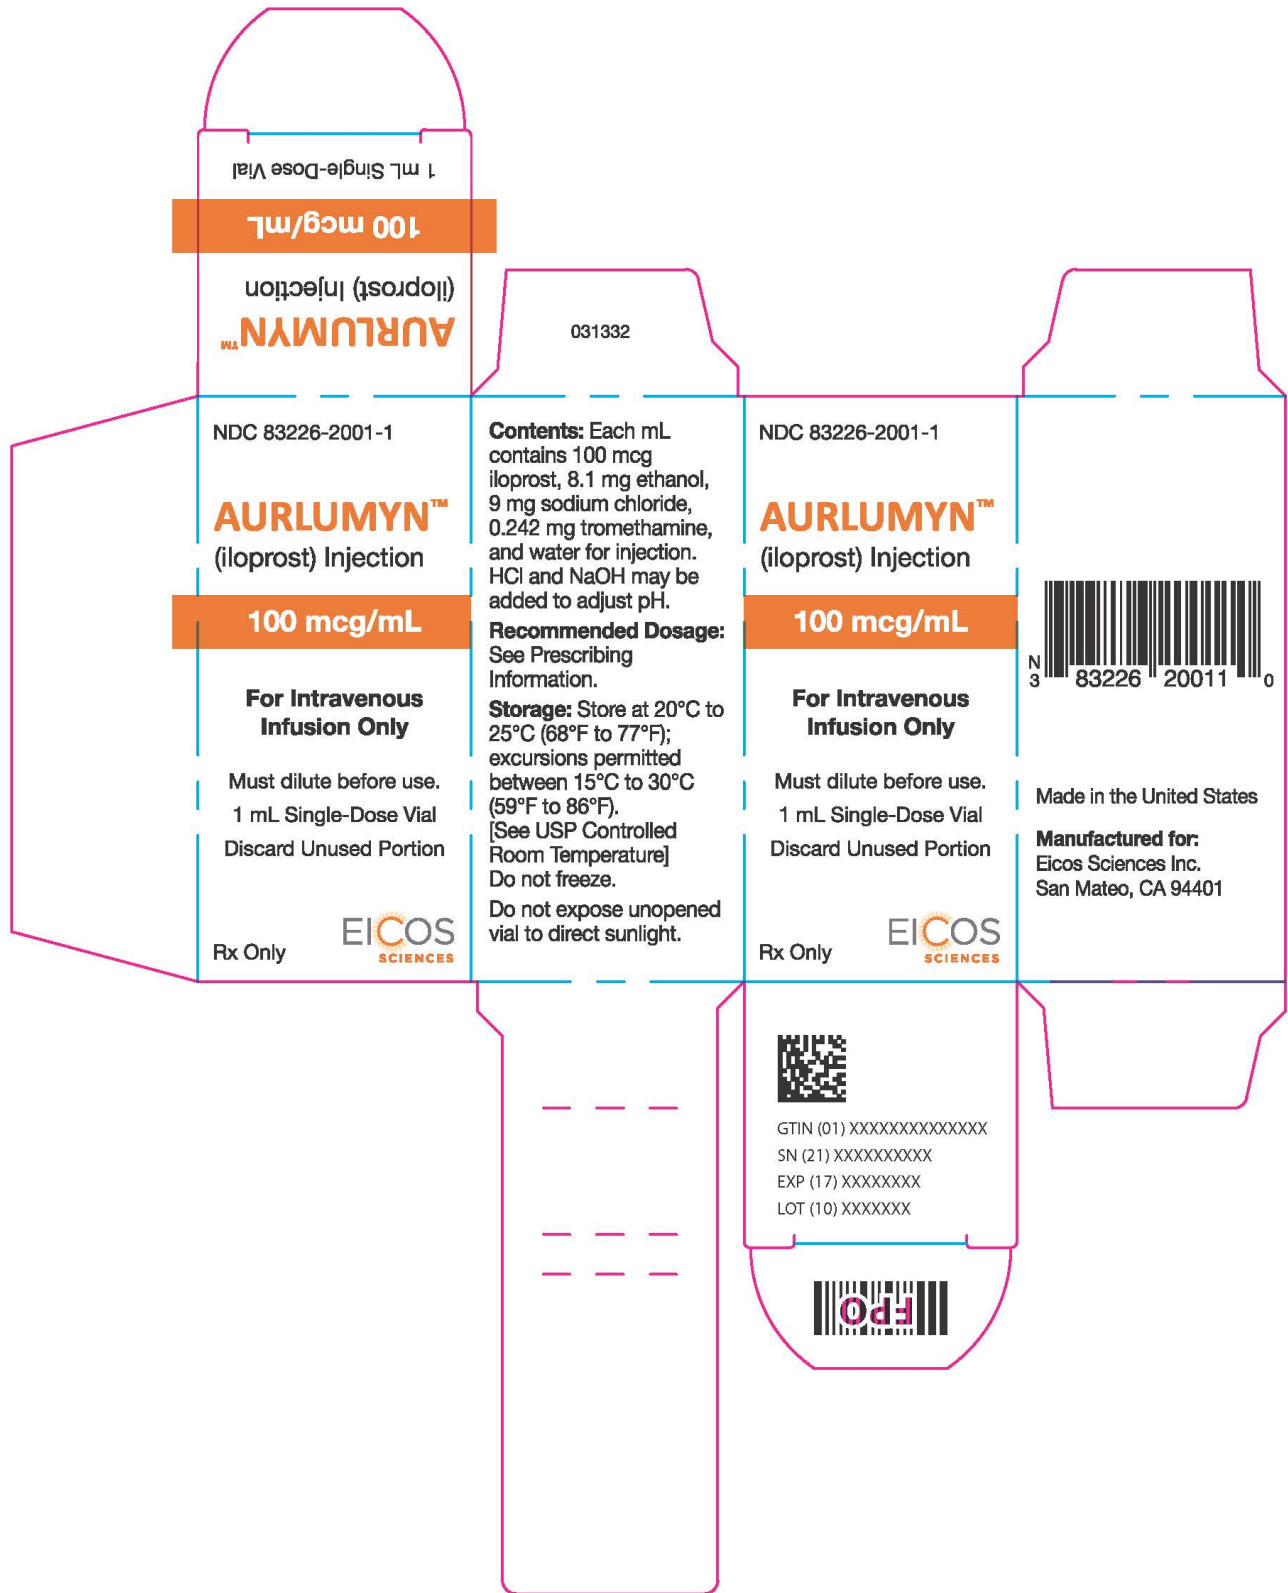 1 mL Single-Dose Vial
100 mcg/mL
(iloprost) Injection
AURLUMYN™
031332
NDC 83226-2001-1
AURLUMYN™
(iloprost) Injection
100 mcg/mL
For Intravenous
Infusion Only
Must dilute before use.
1 mL Single-Dose Vial
Discard Unused Portion
Rx Only
EICOS
SCIENCES
Contents: Each mL
contains 100 mcg
iloprost, 8.1 mg ethanol,
9 mg sodium chloride,
0.242 mg tromethamine,
and water for injection.
HCl and NaOH may be
added to adjust pH.
Recommended Dosage:
See Prescribing
Information.
Storage: Store at 20°C to
25°C (68°F to 77°F);
excursions permitted
between 15°C to 30°C
(59°F to 86°F).
[See USP Controlled
Room Temperature]
Do not freeze.
Do not expose unopened
vial to direct sunlight.
NDC 83226-2001-1
AURLUMYN™
(iloprost) Injection
100 mcg/mL
For Intravenous
Infusion Only
Must dilute before use.
1 mL Single-Dose Vial
Discard Unused Portion
Rx Only
EICOS
SCIENCES
N
3 83226 20011 0
Made in the United States
Manufactured for:
Eicos Sciences Inc.
San Mateo, CA 94401
GTIN (01) XXXXXXXXXXXXXX
SN (21) XXXXXXXXXX
EXP (17) XXXXXXXX
LOT (10) XXXXXXX
FPO